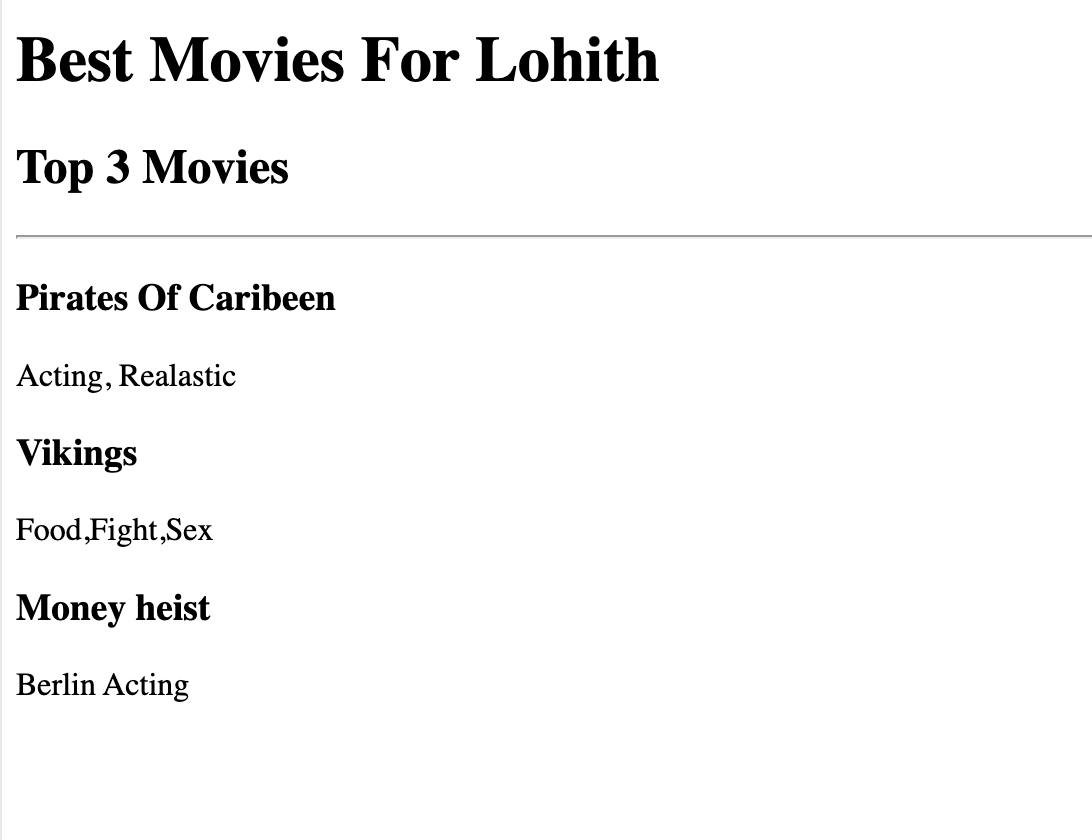 Best Movies For Lohith
Top 3 Movies
Pirates Of Caribeen
Acting, Realastic
Vikings
Food,Fight,Sex
Money heist
Berlin Acting